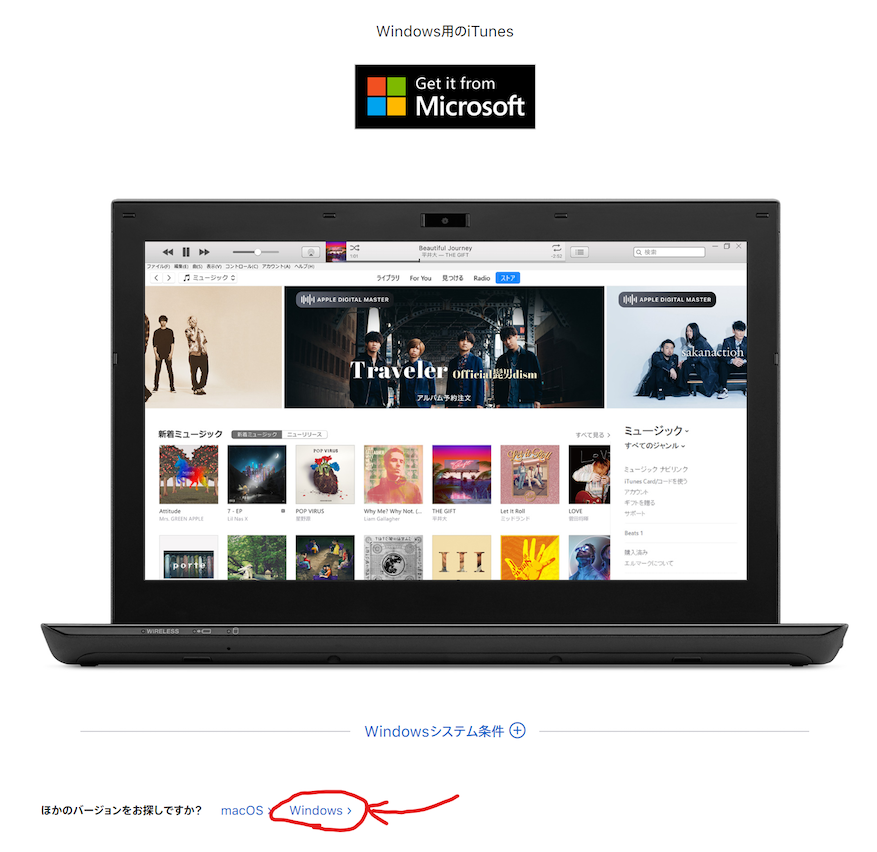 Windows用のiTunes
Get it from
Microsoft
Beautiful Journey
平井大 — THE GIFT
検索
ファイル(F) 編集(E) 曲(S) 表示(V) コントロール(C) アカウント(A) ヘルプ(H)
ミュージック
ライブラリ For You 見つける Radio ストア
APPLE DIGITAL MASTER
APPLE DIGITAL MASTER
Traveler Official髭男dism
アルバム予約注文
sakanaction
新着ミュージック 新着ミュージック ニューリリース すべて見る >
ミュージック
すべてのジャンル
POP VIRUS
Let It Roll
Attitude
Mrs. GREEN APPLE
7 - EP
Lil Nas X
POP VIRUS
星野源
Why Me? Why Not. (...
Liam Gallagher
THE GIFT
平井大
Let It Roll
ミッドランド
LOVE
菅田将暉
ミュージック ナビリンク
iTunes Card/コードを使う
アカウント
ギフトを贈る
サポート
Beats 1
購入済み
エルマークについて
porte
WIRELESS
Windowsシステム条件
ほかのバージョンをお探しですか? macOS > Windows >